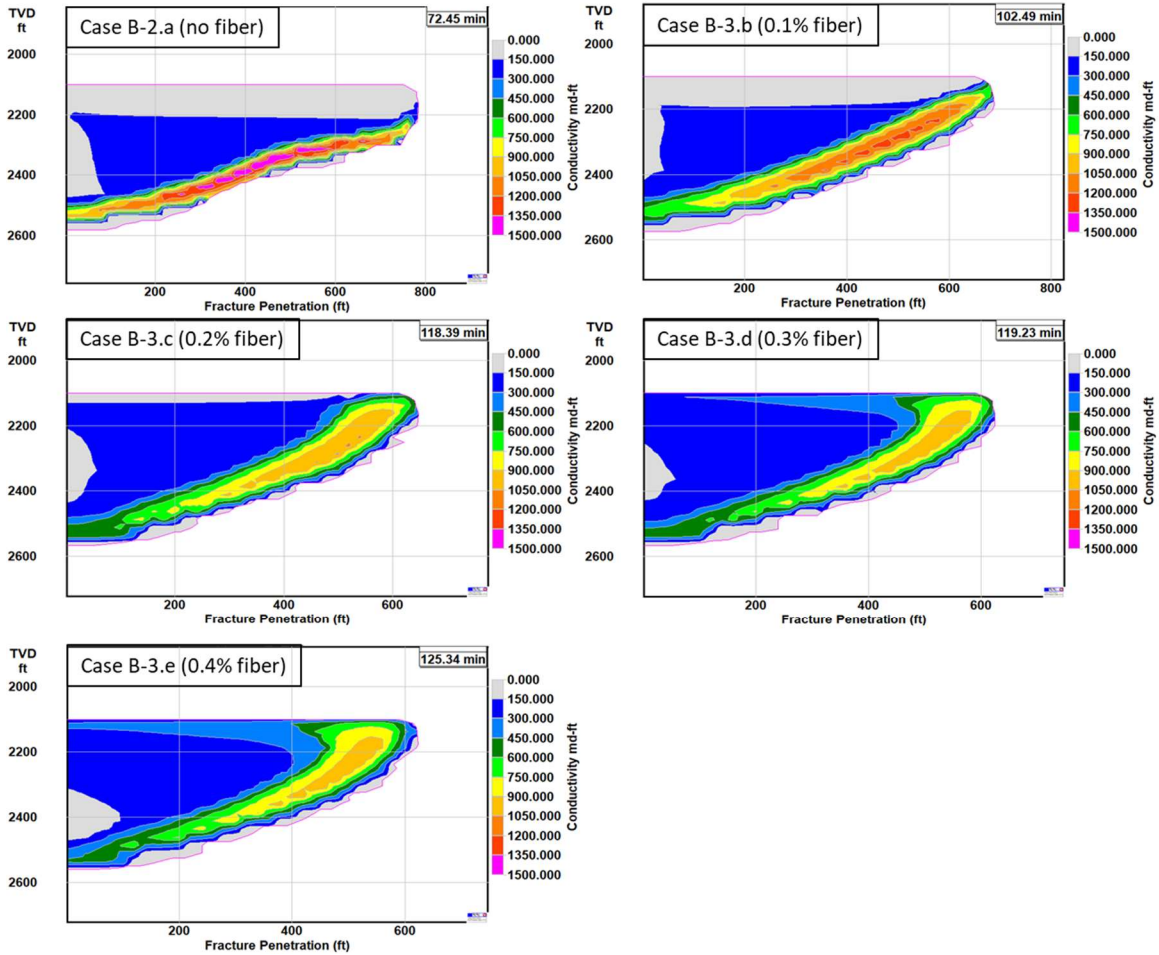 TVD
ft
Case B-2.a (no fiber)
72.45 min
2000
2200
2400
2600
200 400 600 800
Fracture Penetration (ft)
0.000
150.000
300.000
450.000
600.000
750.000
900.000
1050.000
1200.000
1350.000
1500.000
Conductivity md-ft
TVD
ft
Case B-3.b (0.1% fiber)
102.49 min
2000
2200
2400
2600
200 400 600 800
Fracture Penetration (ft)
0.000
150.000
300.000
450.000
600.000
750.000
900.000
1050.000
1200.000
1350.000
1500.000
Conductivity md-ft
TVD
ft
Case B-3.c (0.2% fiber)
118.39 min
2000
2200
2400
2600
200 400 600
Fracture Penetration (ft)
0.000
150.000
300.000
450.000
600.000
750.000
900.000
1050.000
1200.000
1350.000
1500.000
Conductivity md-ft
TVD
ft
Case B-3.d (0.3% fiber)
119.23 min
2000
2200
2400
2600
200 400 600
Fracture Penetration (ft)
0.000
150.000
300.000
450.000
600.000
750.000
900.000
1050.000
1200.000
1350.000
1500.000
Conductivity md-ft
TVD
ft
Case B-3.e (0.4% fiber)
125.34 min
2000
2200
2400
2600
200 400 600
Fracture Penetration (ft)
0.000
150.000
300.000
450.000
600.000
750.000
900.000
1050.000
1200.000
1350.000
1500.000
Conductivity md-ft